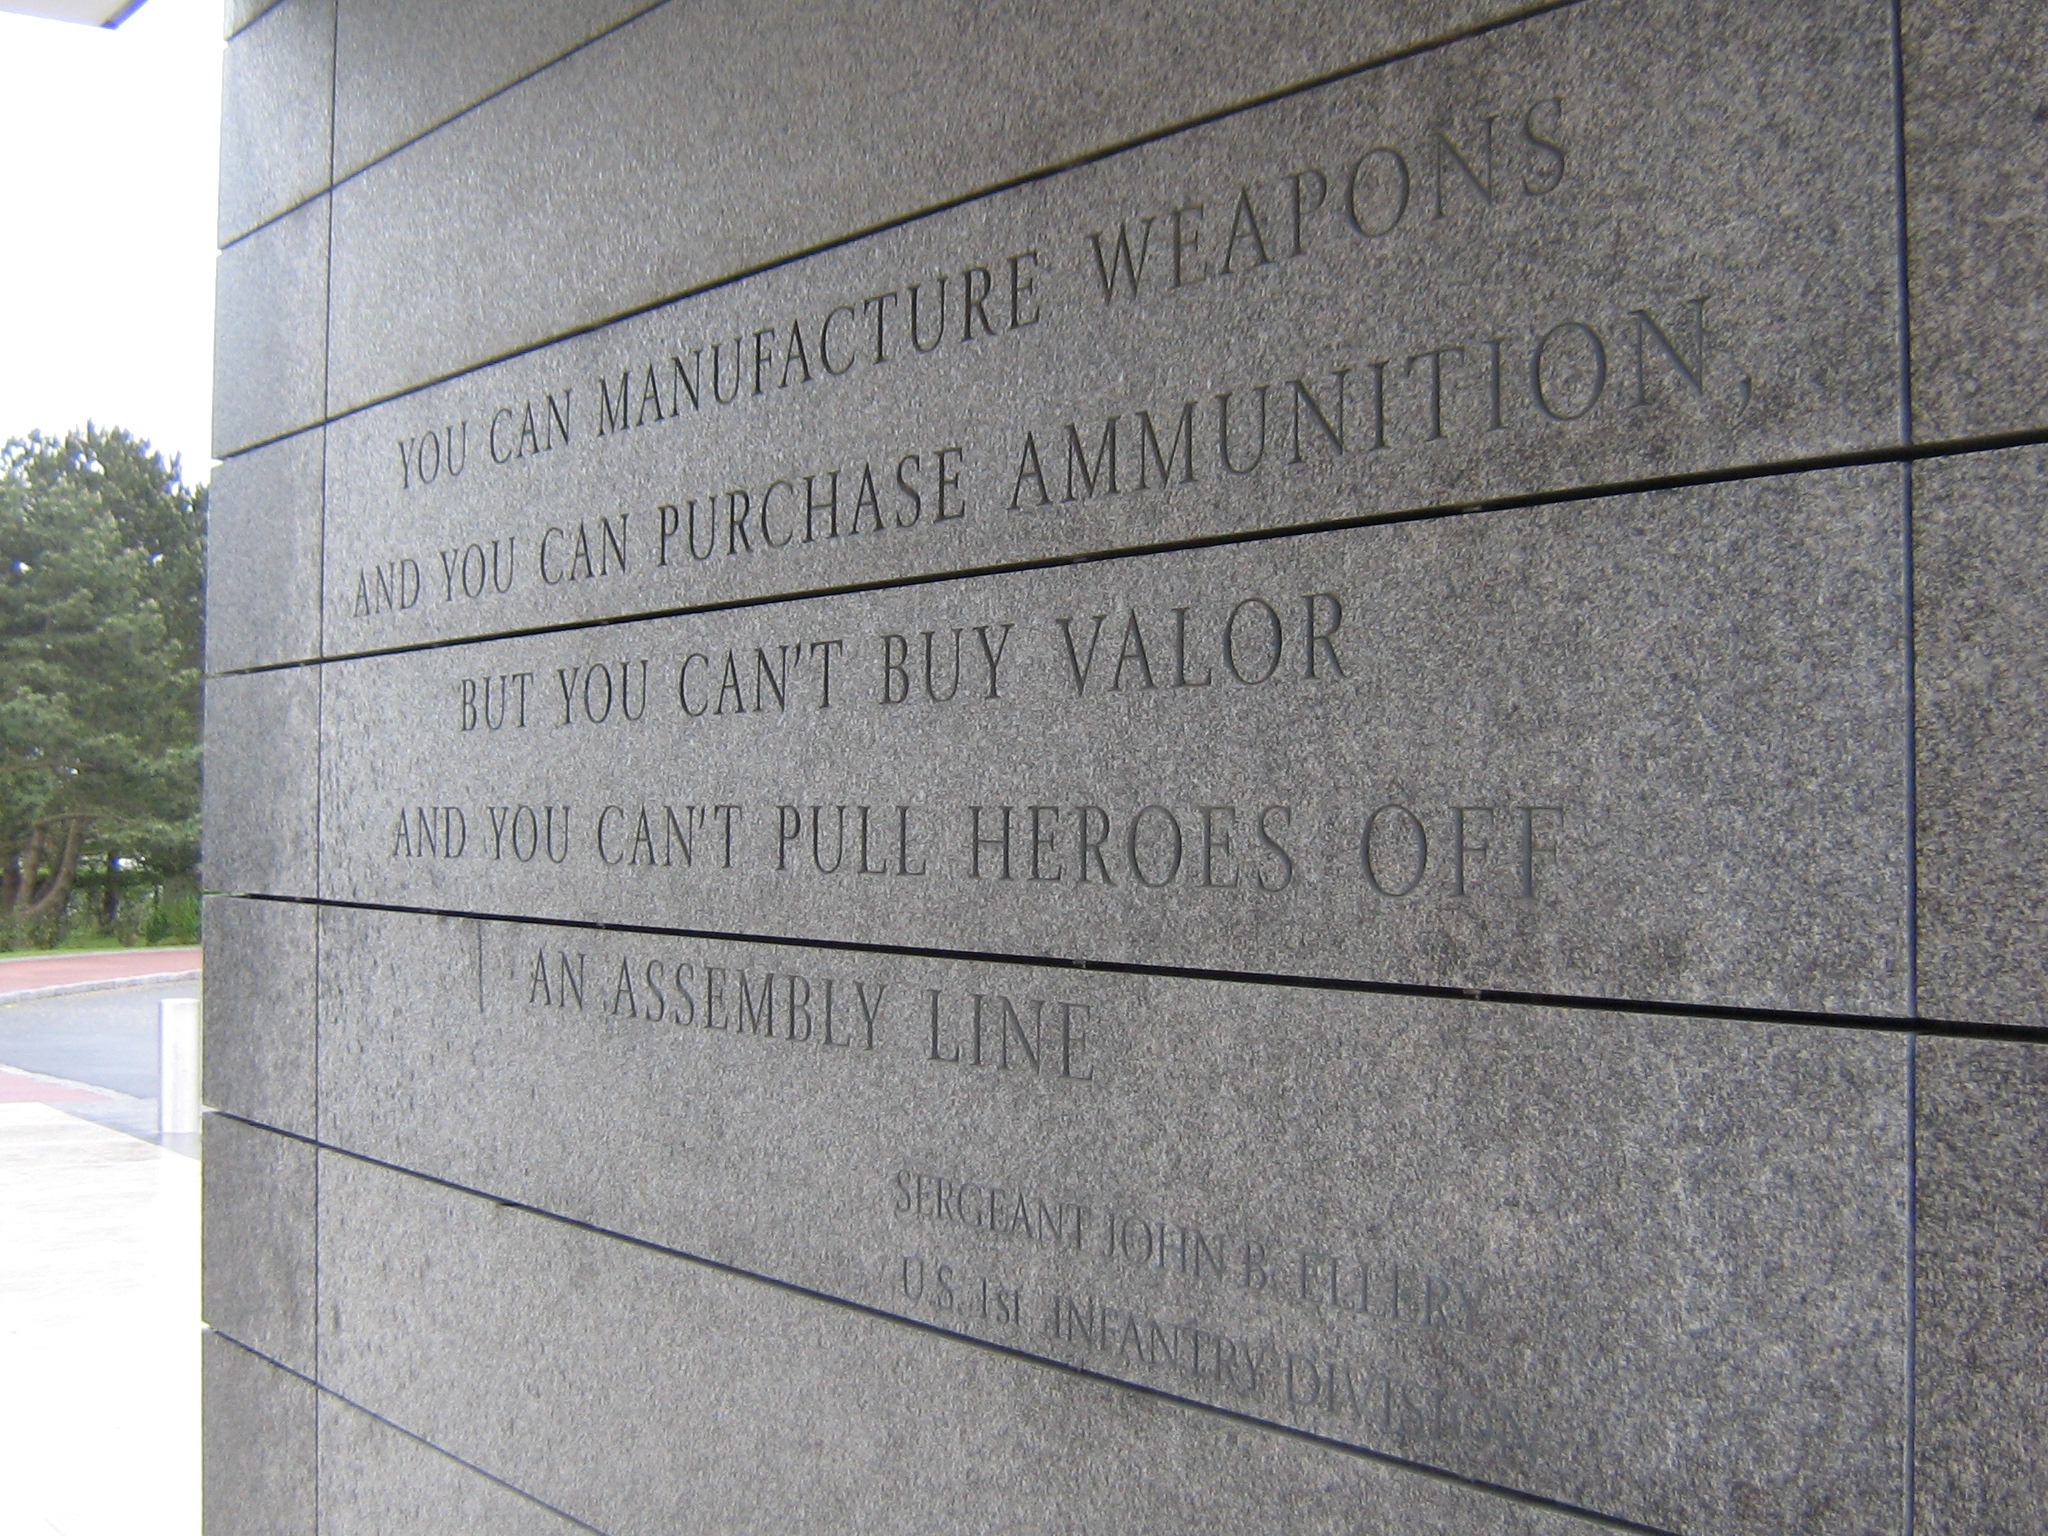 YOU CAN MANUFACTURE WEAPONS
AND YOU CAN PURCHASE AMMUNITION,
BUT YOU CAN'T BUY VALOR
AND YOU CAN'T PULL HEROES OFF
AN ASSEMBLY LINE
SERGEANT JOHN B. ELLERY
U.S. 1st INFANTRY DIVISION